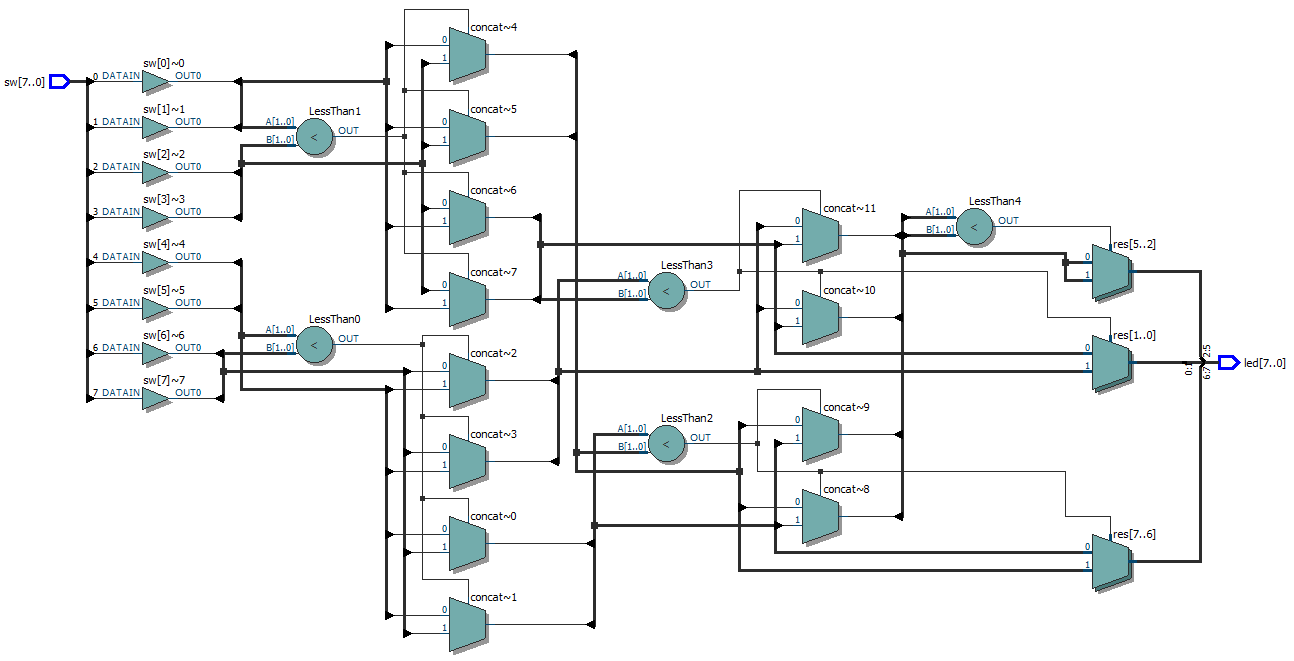 sw[7..0]
0 DATAIN sw[0]~0 OUT0
1 DATAIN sw[1]~1 OUT0
2 DATAIN sw[2]~2 OUT0
3 DATAIN sw[3]~3 OUT0
4 DATAIN sw[4]~4 OUT0
5 DATAIN sw[5]~5 OUT0
6 DATAIN sw[6]~6 OUT0
7 DATAIN sw[7]~7 OUT0
LessThan1
A[1..0]
B[1..0]
<
OUT
LessThan0
A[1..0]
B[1..0]
<
OUT
concat~4
0
1
concat~5
0
1
concat~6
0
1
concat~7
0
1
concat~2
0
1
concat~3
0
1
concat~0
0
1
concat~1
0
1
LessThan3
A[1..0]
B[1..0]
<
OUT
LessThan2
A[1..0]
B[1..0]
<
OUT
concat~11
0
1
concat~10
0
1
concat~9
0
1
concat~8
0
1
LessThan4
A[1..0]
B[1..0]
<
OUT
res[5..2]
0
1
res[1..0]
0
1
res[7..6]
0
1
2:5
0:1
6:7
led[7..0]